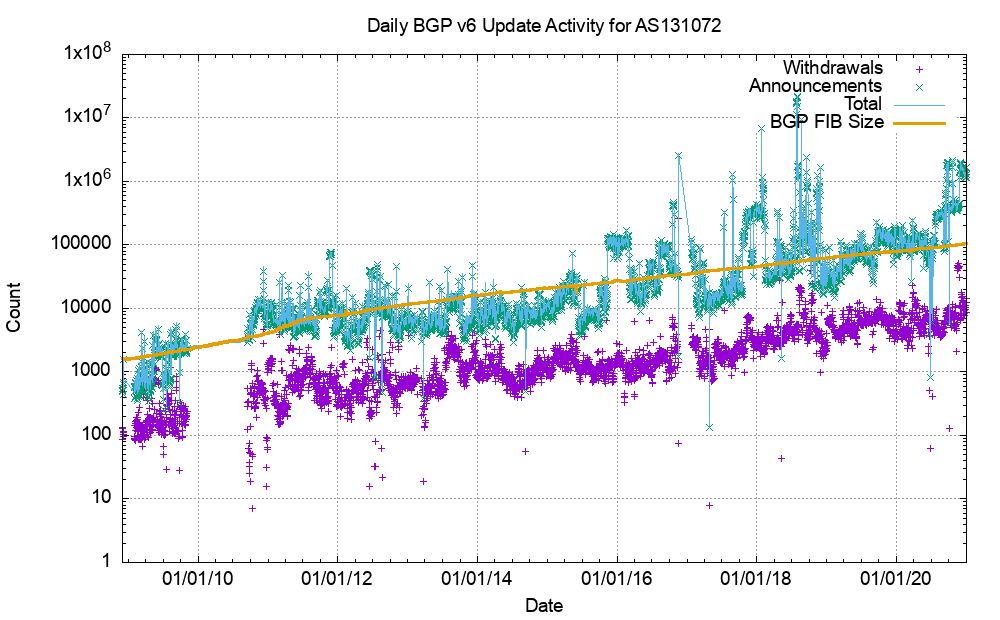 Daily BGP v6 Update Activity for AS131072
Withdrawals
Announcements
Total
BGP FIB Size
1x10^8
1x10^7
1x10^6
100000
10000
1000
100
10
1
Count
01/01/10 01/01/12 01/01/14 01/01/16 01/01/18 01/01/20
Date